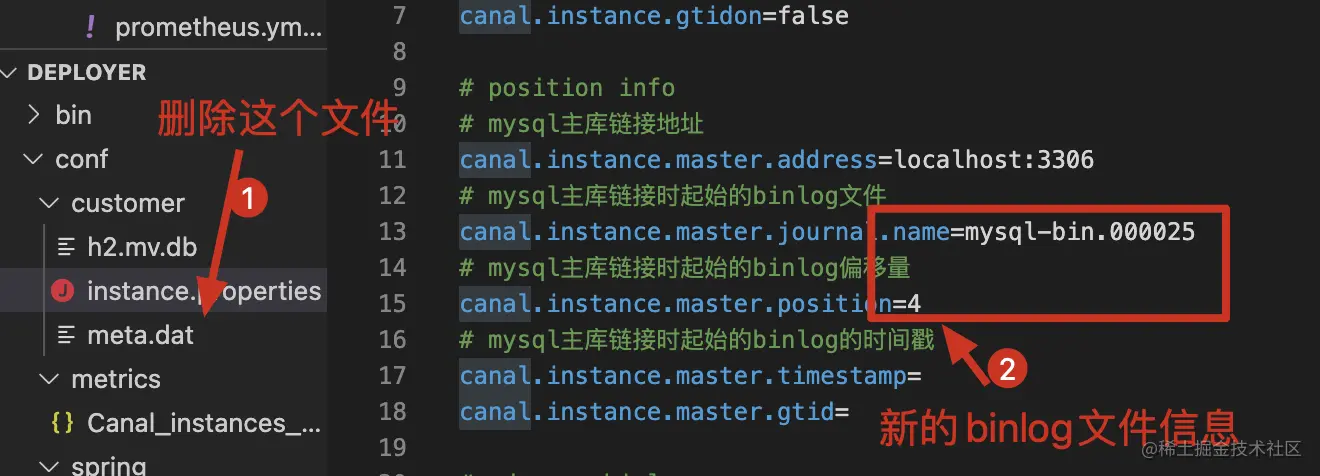 prometheus.ym...
DEPLOYER
bin
conf
customer
h2.mv.db
instance.properties
meta.dat
metrics
Canal_instances_...
spring
删除这个文件
1
7 canal.instance.gtidon=false
8
9 # position info
10 # mysql主库链接地址
11 canal.instance.master.address=localhost:3306
12 # mysql主库链接时起始的binlog文件
13 canal.instance.master.journal.name=mysql-bin.000025
14 # mysql主库链接时起始的binlog偏移量
15 canal.instance.master.position=4
16 # mysql主库链接时起始的binlog的时间戳
17 canal.instance.master.timestamp=
18 canal.instance.master.gtid=
19
2
新的binlog文件信息
@稀土掘金技术社区